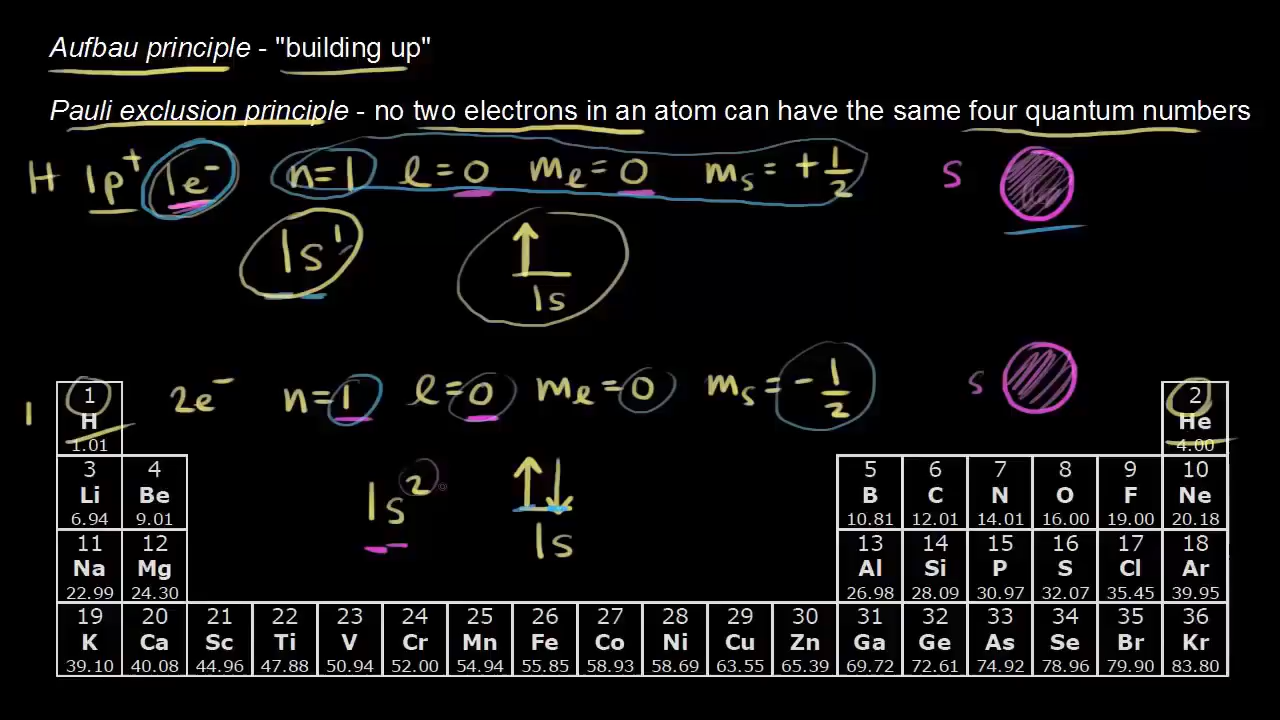 Aufbau principle - "building up"
Pauli exclusion principle - no two electrons in an atom can have the same four quantum numbers
H 1p⁺ 1e⁻ n=1 l=0 mₗ=0 mₛ=+1/2 S
1s¹
1s
2e⁻ n=1 l=0 mₗ=0 mₛ=-1/2 s
1s²
1s
1
1 2
H He
1.01 4.00
3 4 5 6 7 8 9 10
Li Be B C N O F Ne
6.94 9.01 10.81 12.01 14.01 16.00 19.00 20.18
11 12 13 14 15 16 17 18
Na Mg Al Si P S Cl Ar
22.99 24.30 26.98 28.09 30.97 32.07 35.45 39.95
19 20 21 22 23 24 25 26 27 28 29 30 31 32 33 34 35 36
K Ca Sc Ti V Cr Mn Fe Co Ni Cu Zn Ga Ge As Se Br Kr
39.10 40.08 44.96 47.88 50.94 52.00 54.94 55.85 58.93 58.69 63.55 65.39 69.72 72.61 74.92 78.96 79.90 83.80